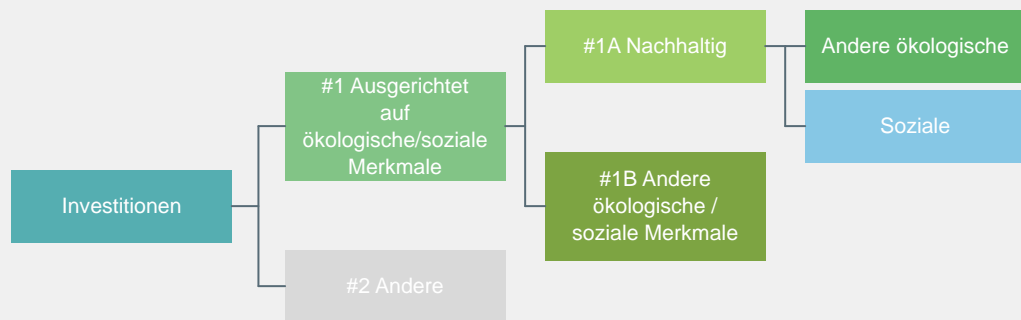 Investitionen
#1 Ausgerichtet
auf
ökologische/soziale
Merkmale
#2 Andere
#1A Nachhaltig
#1B Andere
ökologische /
soziale Merkmale
Andere ökologische
Soziale